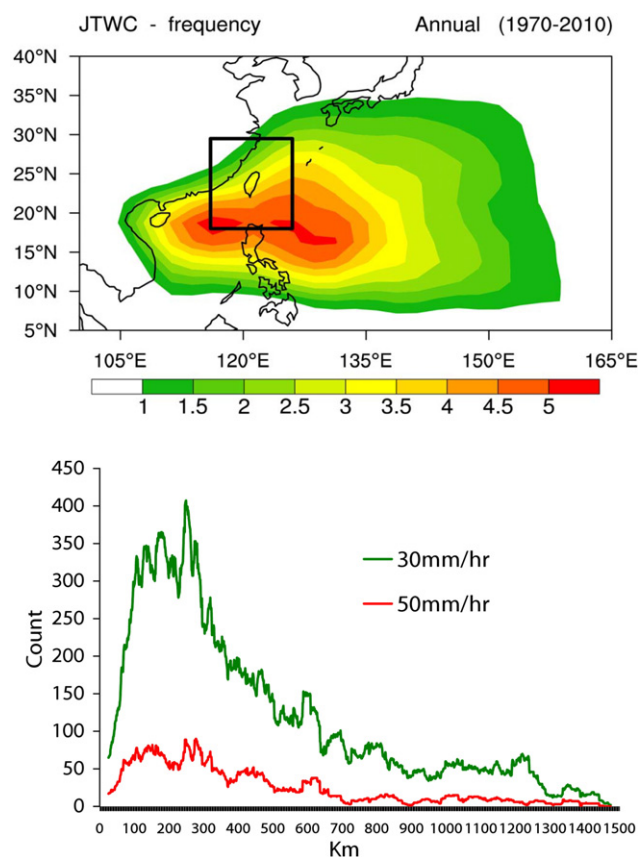 JTWC - frequency Annual (1970-2010)
40°N
35°N
30°N
25°N
20°N
15°N
10°N
5°N
105°E 120°E 135°E 150°E 165°E
1 1.5 2 2.5 3 3.5 4 4.5 5
450
400
350
300
250
200
150
100
50
0
Count
30mm/hr
50mm/hr
0 100 200 300 400 500 600 700 800 900 1000 1100 1200 1300 1400 1500
Km